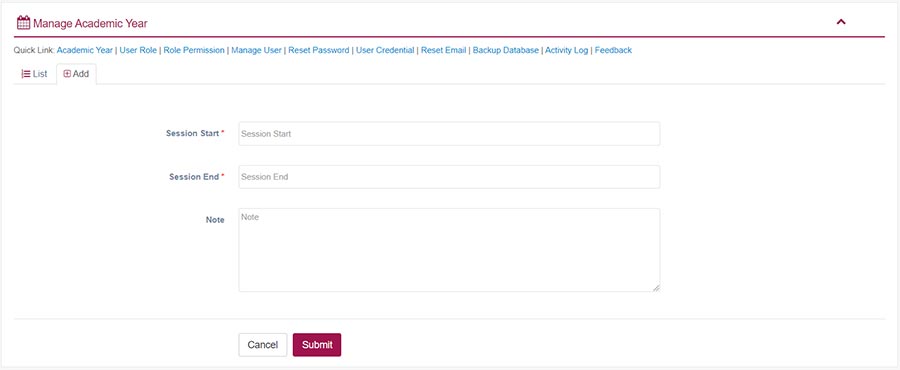 Manage Academic Year
Quick Link: Academic Year | User Role | Role Permission | Manage User | Reset Password | User Credential | Reset Email | Backup Database | Activity Log | Feedback
List Add
Session Start * Session Start
Session End * Session End
Note Note
Cancel Submit